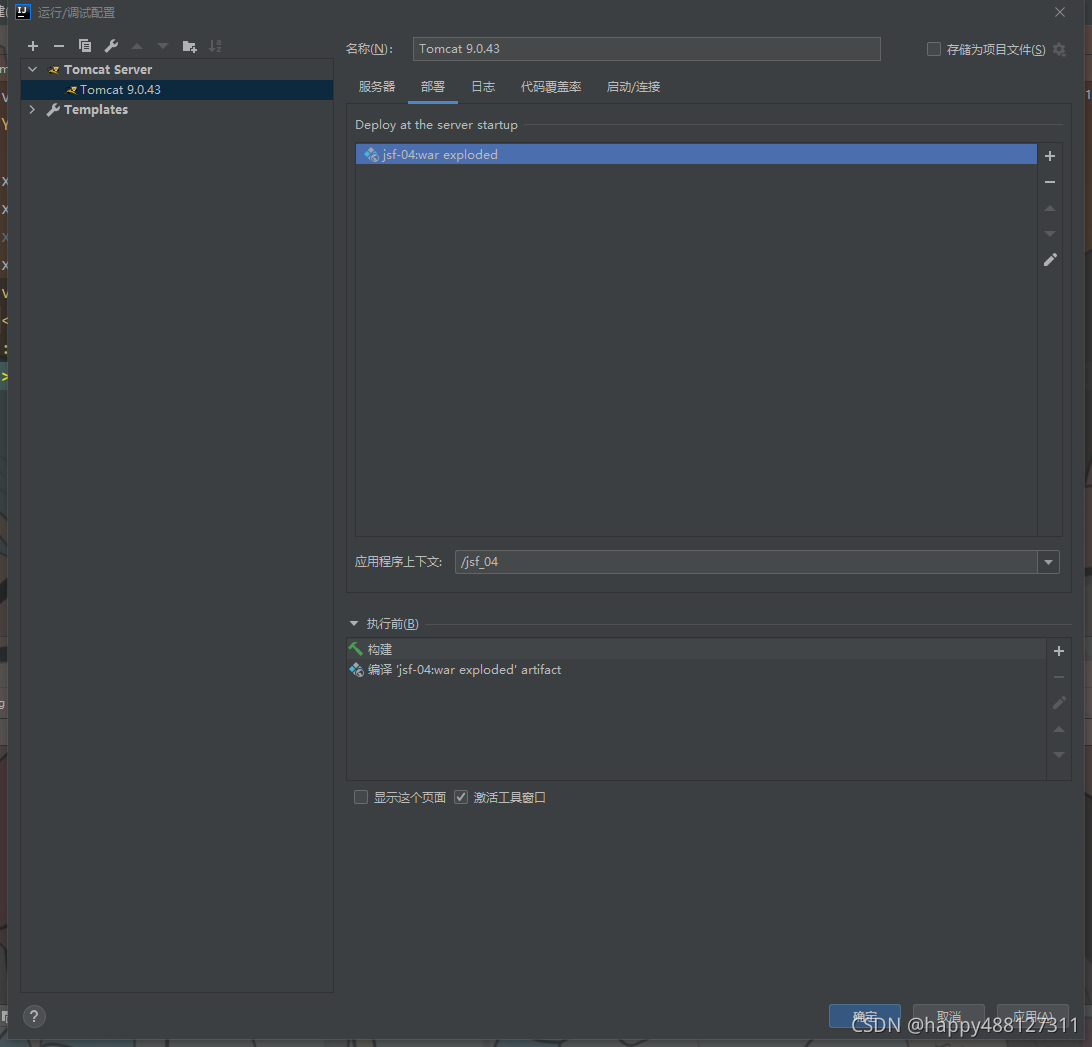 运行/调试配置
名称(N):
Tomcat 9.0.43
存储为项目文件(S)
Tomcat Server
Tomcat 9.0.43
Templates
服务器
部署
日志
代码覆盖率
启动/连接
Deploy at the server startup
jsf-04:war exploded
应用程序上下文:
/jsf_04
执行前(B)
构建
编译 'jsf-04:war exploded' artifact
显示这个页面
激活工具窗口
?
确定
取消
应用(A)
CSDN @happy488127311